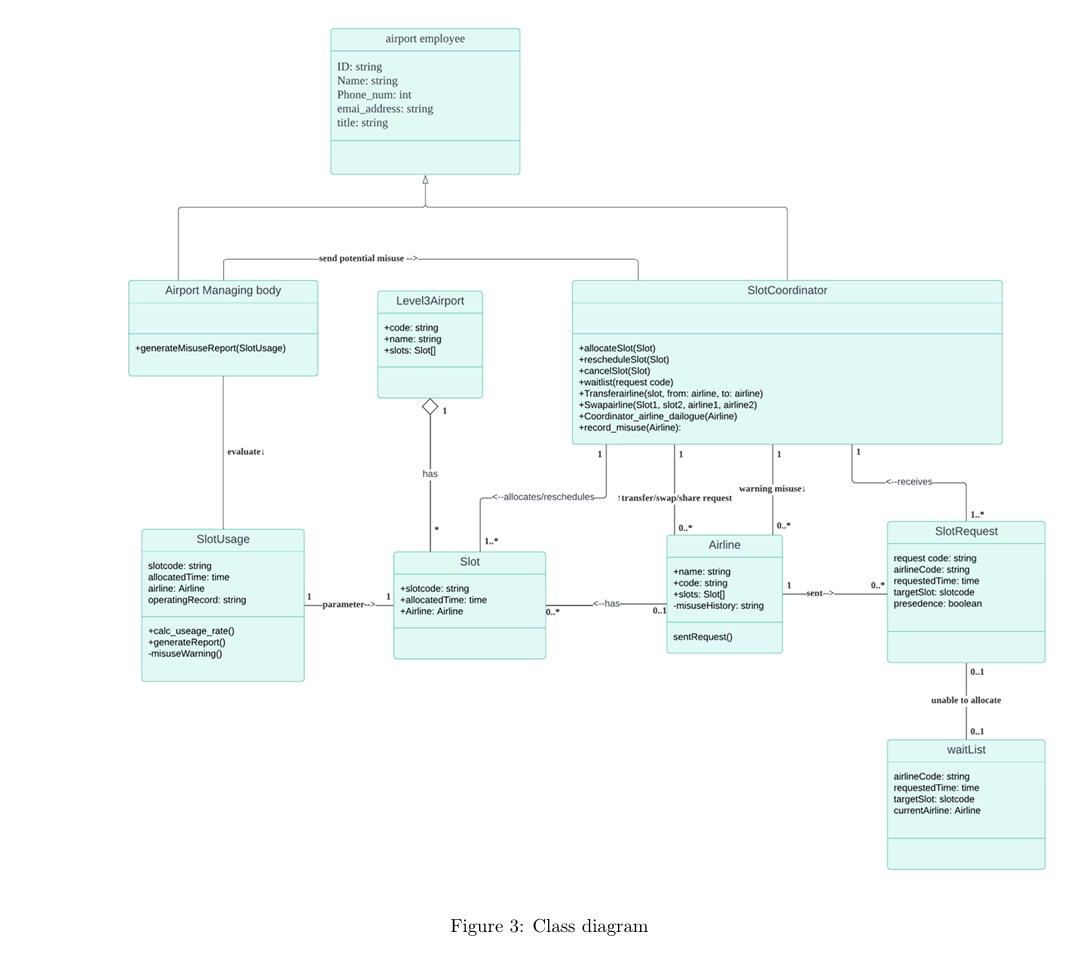 airport employee
ID: string
Name: string
Phone_num: int
emai_address: string
title: string
send potential misuse -->
Airport Managing body
+generateMisuseReport(SlotUsage)
Level3Airport
+code: string
+name: string
+slots: Slot[]
SlotCoordinator
+allocateSlot(Slot)
+rescheduleSlot(Slot)
+cancelSlot(Slot)
+waitlist(request code)
+Transferairline(slot, from: airline, to: airline)
+Swapairline(Slot1, slot2, airline1, airline2)
+Coordinator_airline_dailogue(Airline)
+record_misuse(Airline):
1
evaluate↓
has
*
1
<--allocates/reschedules
1..*
1
↑transfer/swap/share request
0..*
1
warning misuse↓
0..*
1
<--receives
1..*
SlotUsage
slotcode: string
allocatedTime: time
airline: Airline
operatingRecord: string
+calc_useage_rate()
+generateReport()
-misuseWarning()
1
parameter-->
1
Slot
+slotcode: string
+allocatedTime: time
+Airline: Airline
0..*
<--has
0..1
Airline
+name: string
+code: string
+slots: Slot[]
-misuseHistory: string
sentRequest()
1
sent-->
0..*
SlotRequest
request code: string
airlineCode: string
requestedTime: time
targetSlot: slotcode
presedence: boolean
0..1
unable to allocate
0..1
waitList
airlineCode: string
requestedTime: time
targetSlot: slotcode
currentAirline: Airline
Figure 3: Class diagram